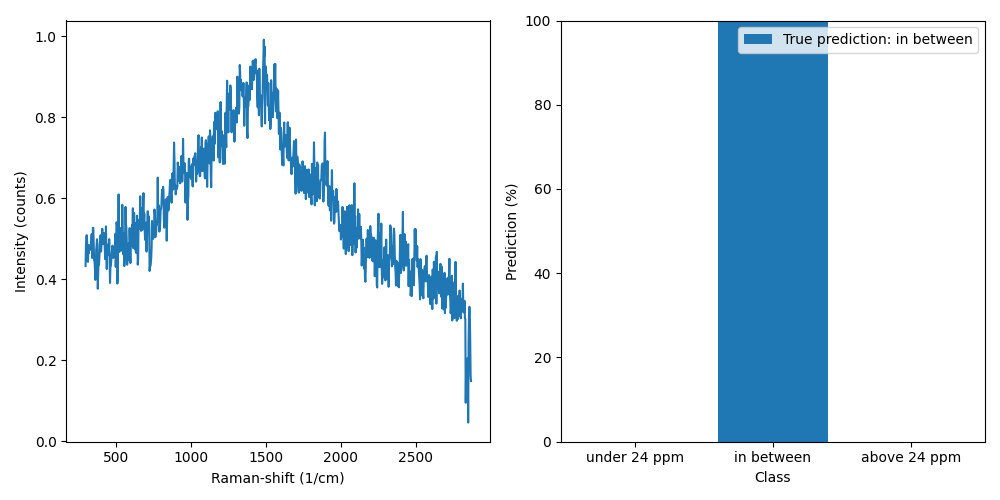 1.0
0.8
0.6
0.4
0.2
0.0
Intensity (counts)
500 1000 1500 2000 2500
Raman-shift (1/cm)
100
80
60
40
20
0
Prediction (%)
True prediction: in between
under 24 ppm in between above 24 ppm
Class